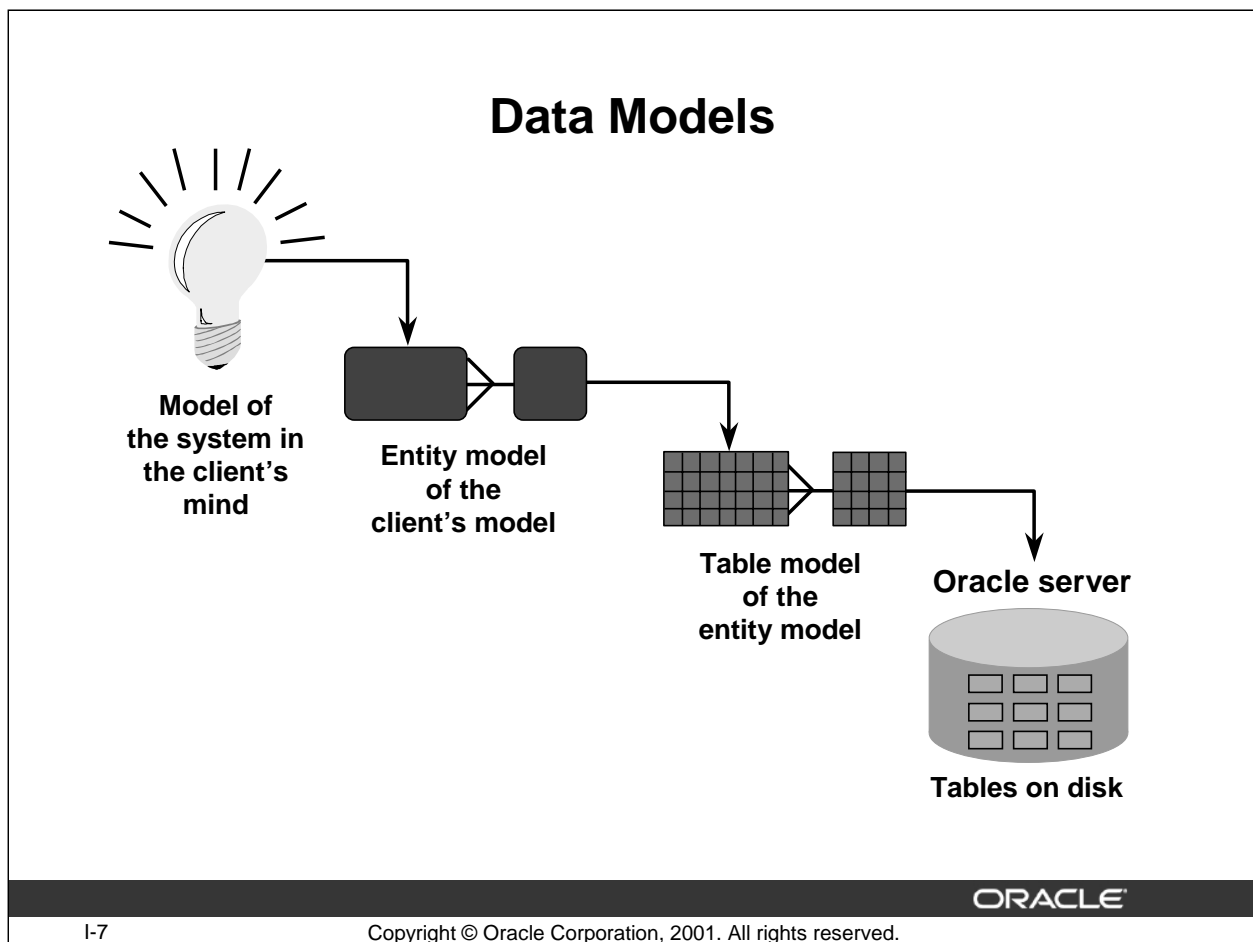 Data Models
Model of
the system in
the client's
mind
Entity model
of the
client's model
Table model
of the
entity model
Oracle server
Tables on disk
ORACLE®
I-7
Copyright © Oracle Corporation, 2001. All rights reserved.